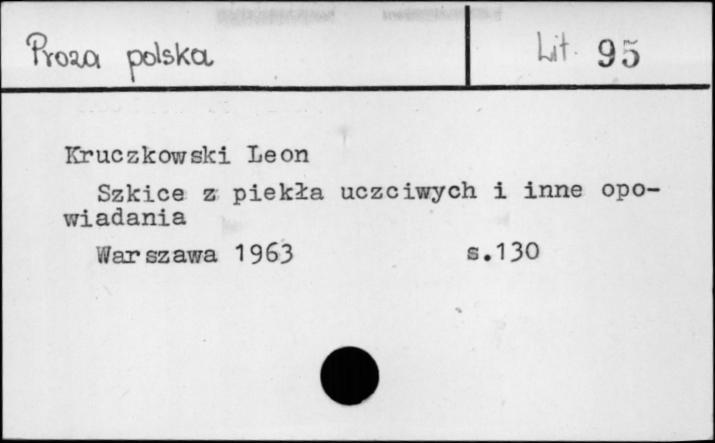 Proza polska
Lit. 95
Kruczkowski Leon
Szkice z piekła uczciwych i inne opo-
wiadania
Warszawa 1963 s.130